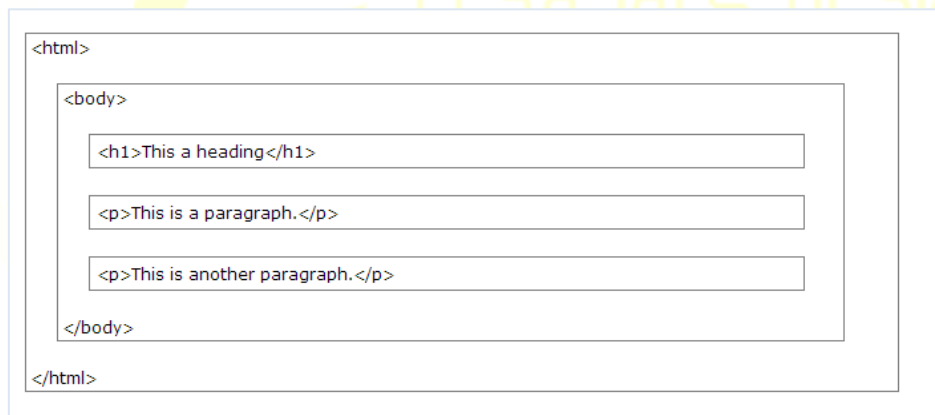 <html>
<body>
<h1>This a heading</h1>
<p>This is a paragraph.</p>
<p>This is another paragraph.</p>
</body>
</html>